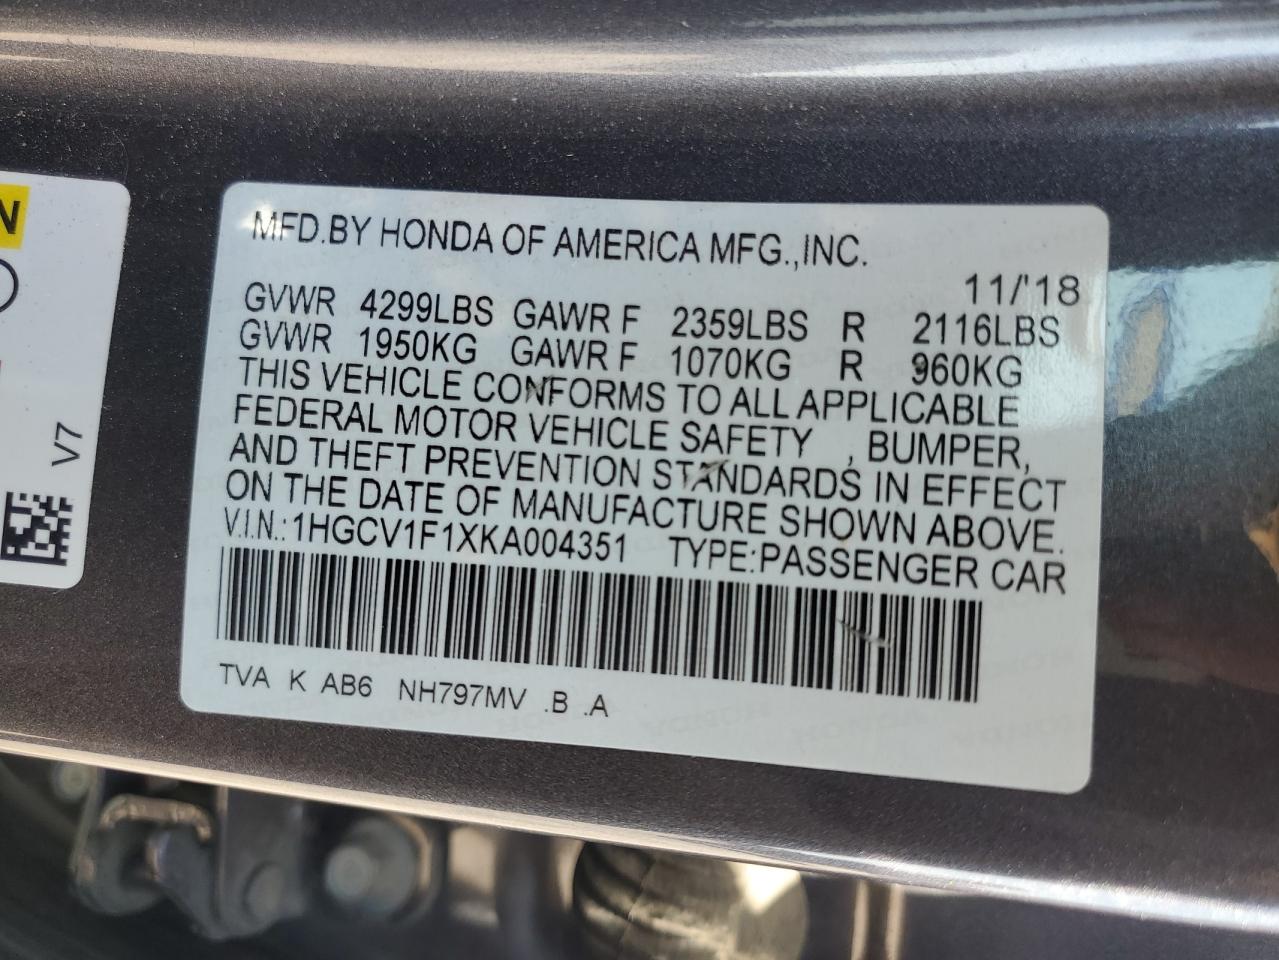 N
V7
MFD.BY HONDA OF AMERICA MFG.,INC.
11/'18
GVWR 4299LBS GAWR F 2359LBS R 2116LBS
GVWR 1950KG GAWR F 1070KG R 960KG
THIS VEHICLE CONFORMS TO ALL APPLICABLE
FEDERAL MOTOR VEHICLE SAFETY , BUMPER,
AND THEFT PREVENTION STANDARDS IN EFFECT
ON THE DATE OF MANUFACTURE SHOWN ABOVE.
V.I.N.:1HGCV1F1XKA004351 TYPE:PASSENGER CAR
TVA K AB6 NH797MV .B .A